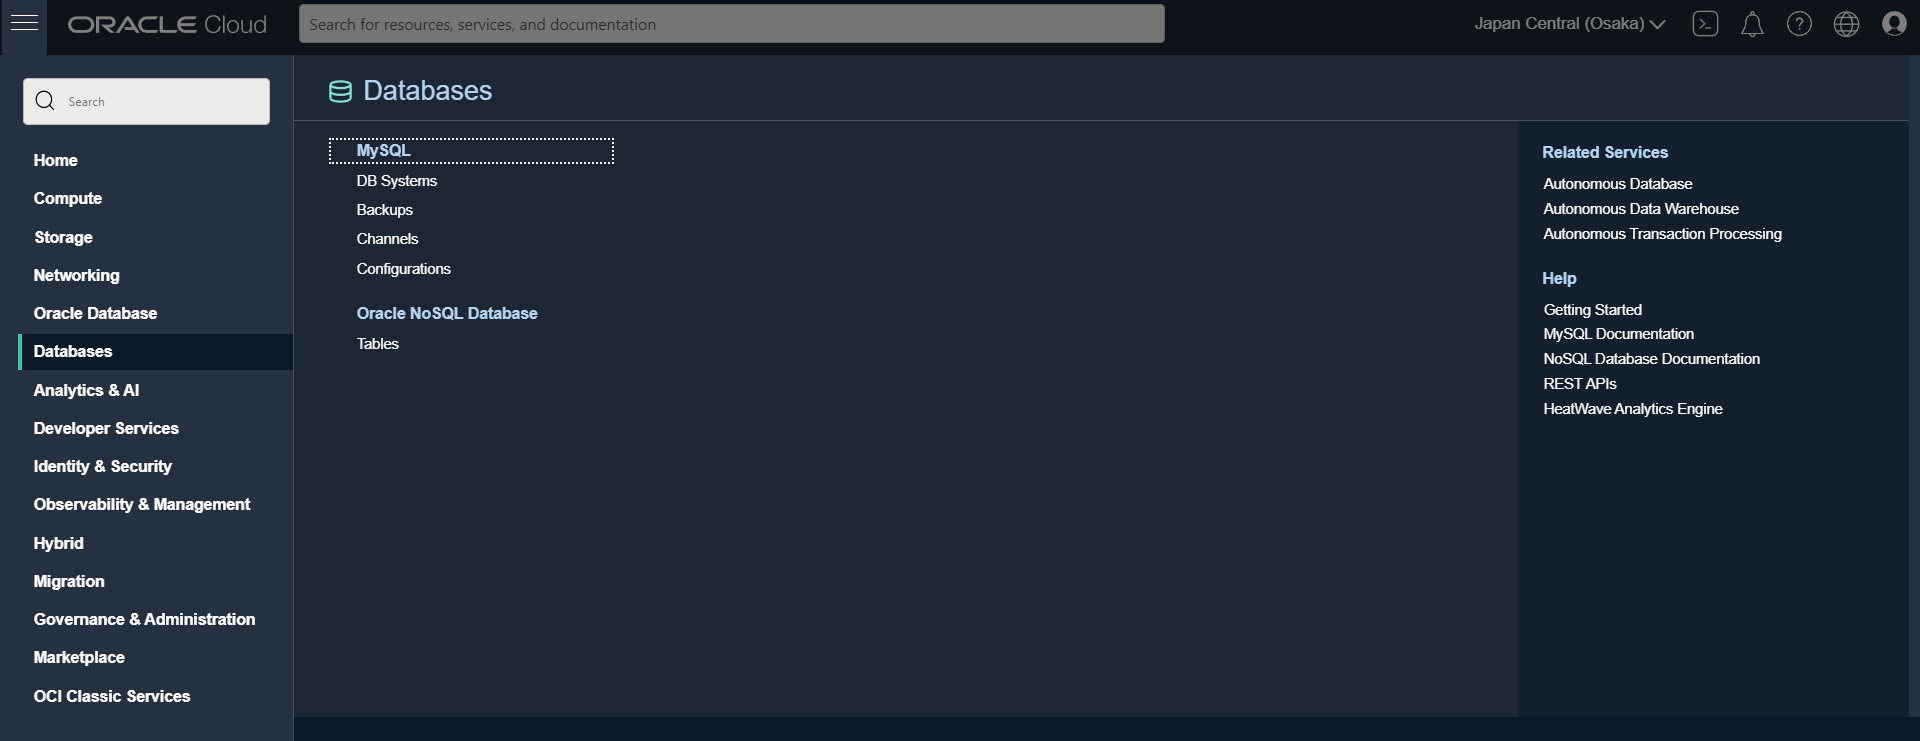 ORACLE Cloud
Search for resources, services, and documentation
Japan Central (Osaka)
Search
Home
Compute
Storage
Networking
Oracle Database
Databases
Analytics & AI
Developer Services
Identity & Security
Observability & Management
Hybrid
Migration
Governance & Administration
Marketplace
OCI Classic Services
Databases
MySQL
DB Systems
Backups
Channels
Configurations
Oracle NoSQL Database
Tables
Related Services
Autonomous Database
Autonomous Data Warehouse
Autonomous Transaction Processing
Help
Getting Started
MySQL Documentation
NoSQL Database Documentation
REST APIs
HeatWave Analytics Engine